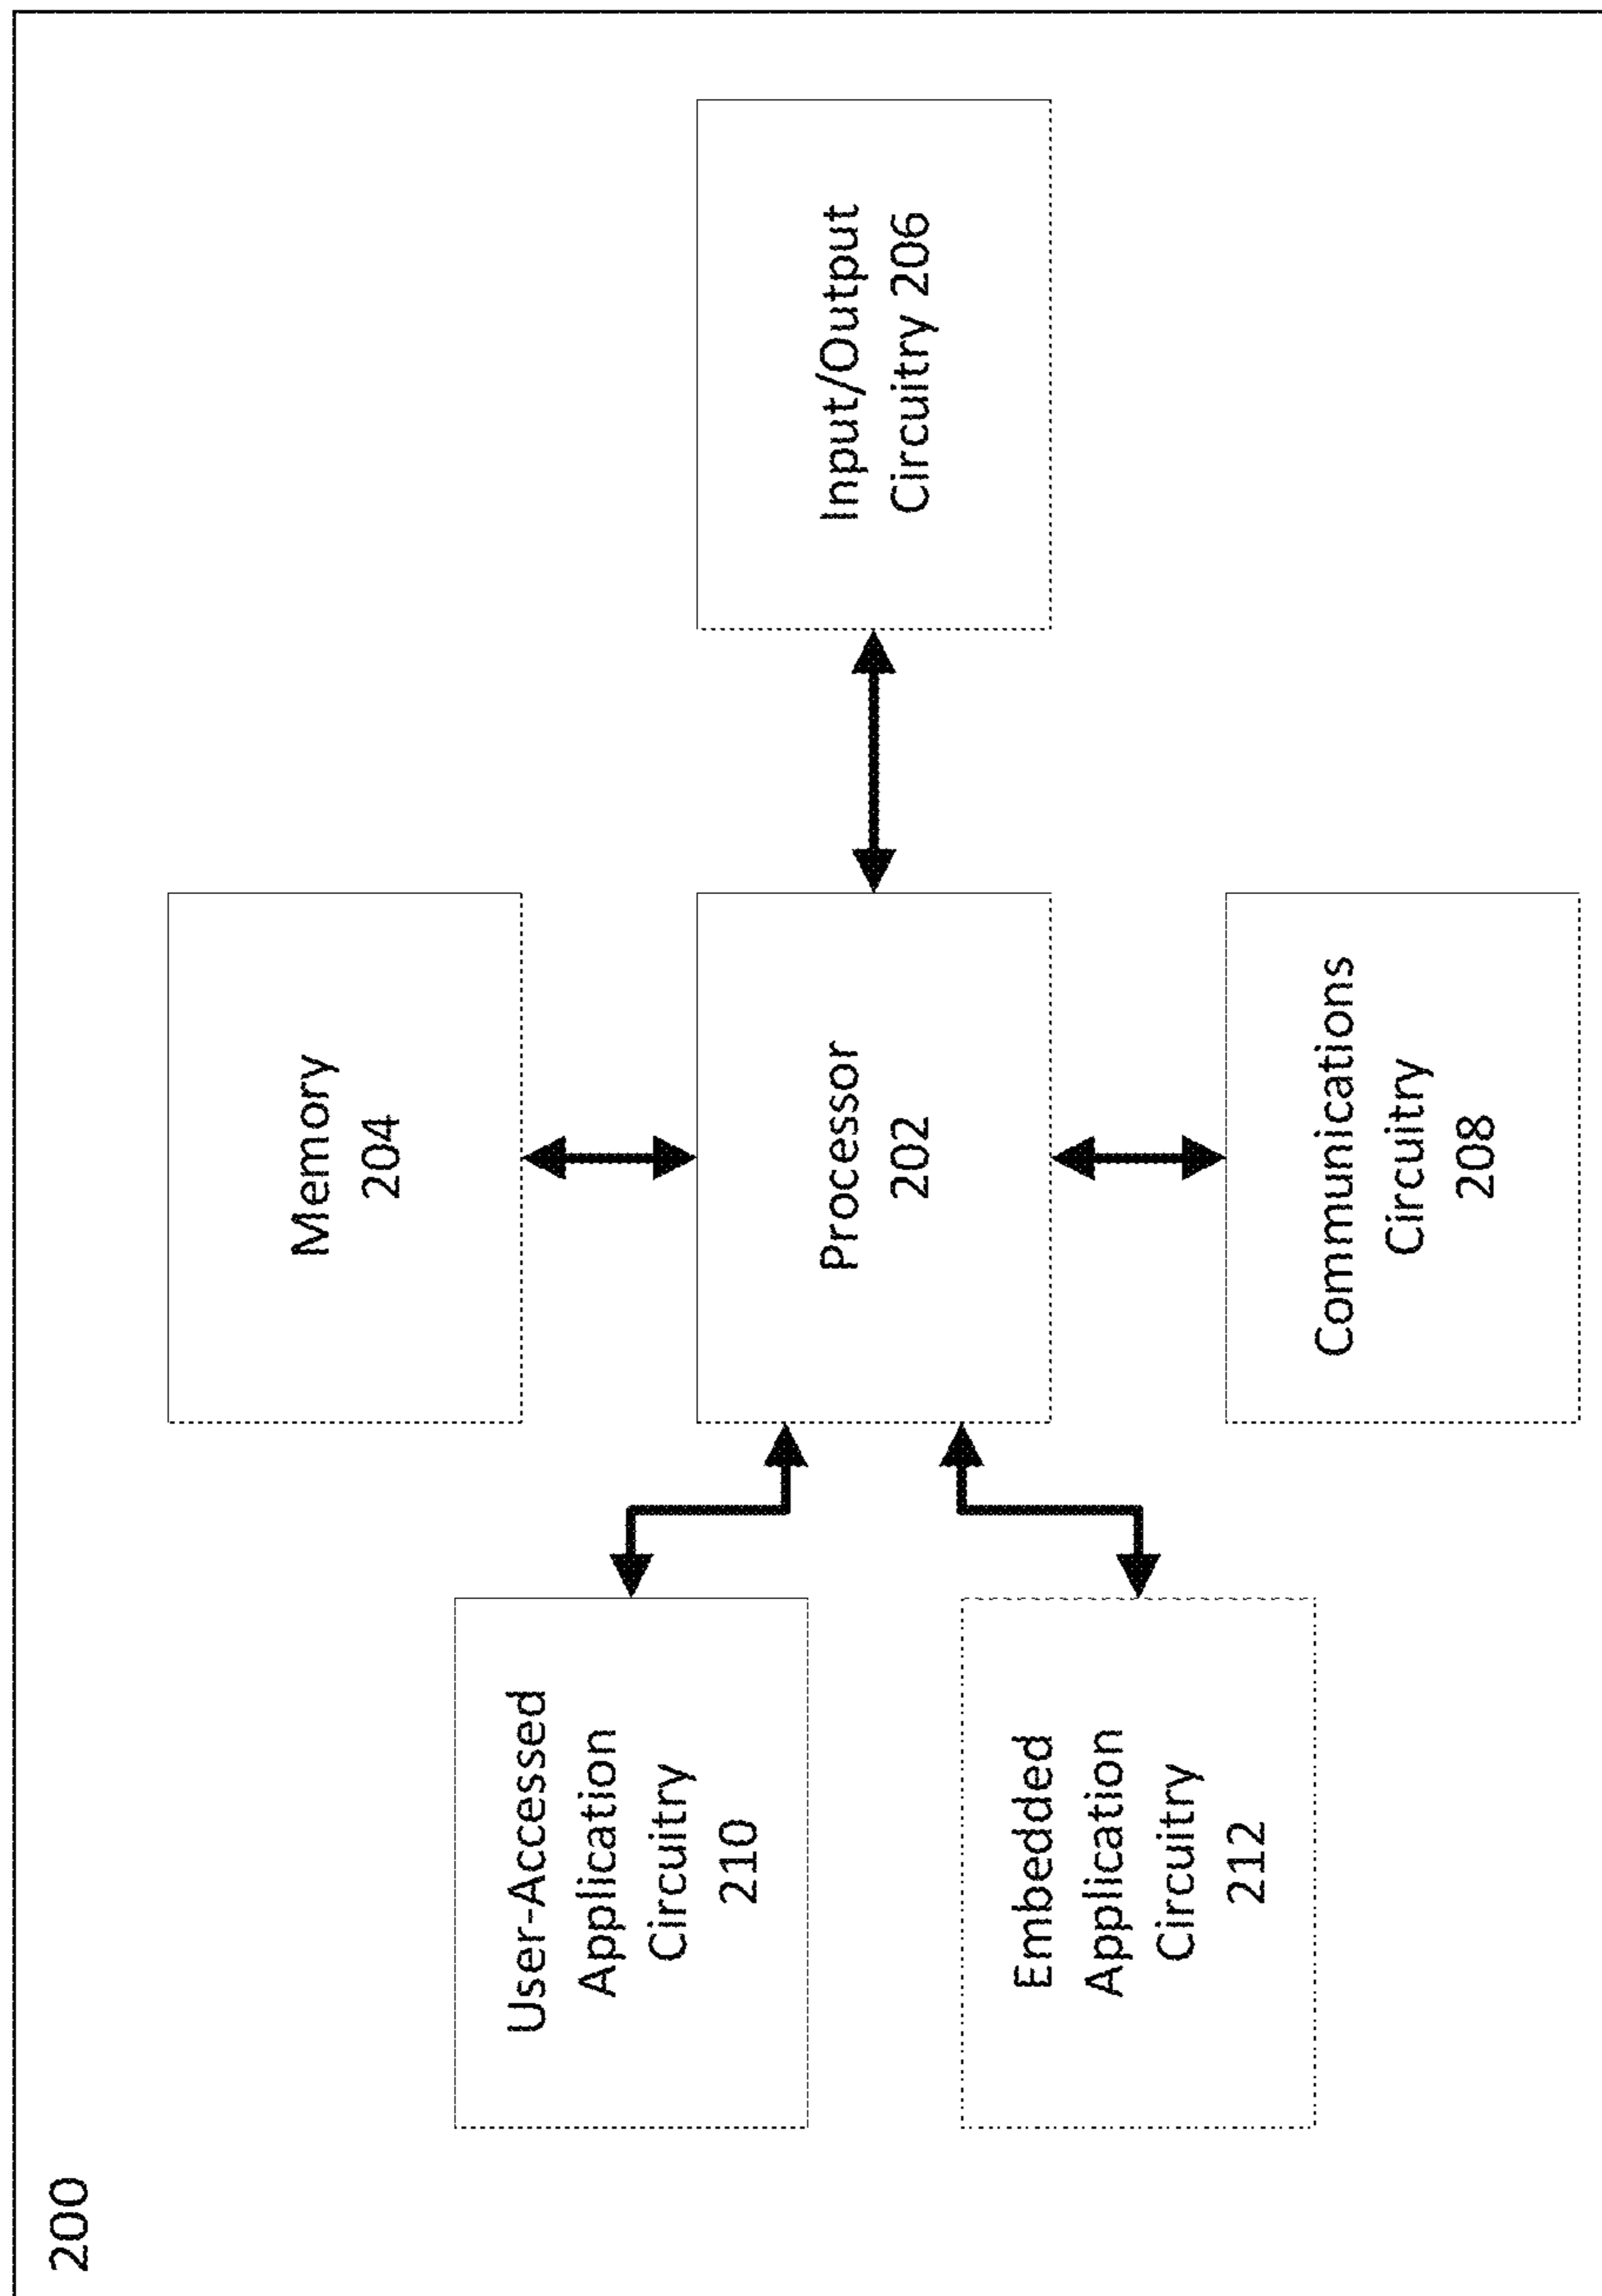 200
Memory
204
User-Accessed
Application
Circuitry
210
Processor
202
Input/Output
Circuitry 206
Embedded
Application
Circuitry
212
Communications
Circuitry
208